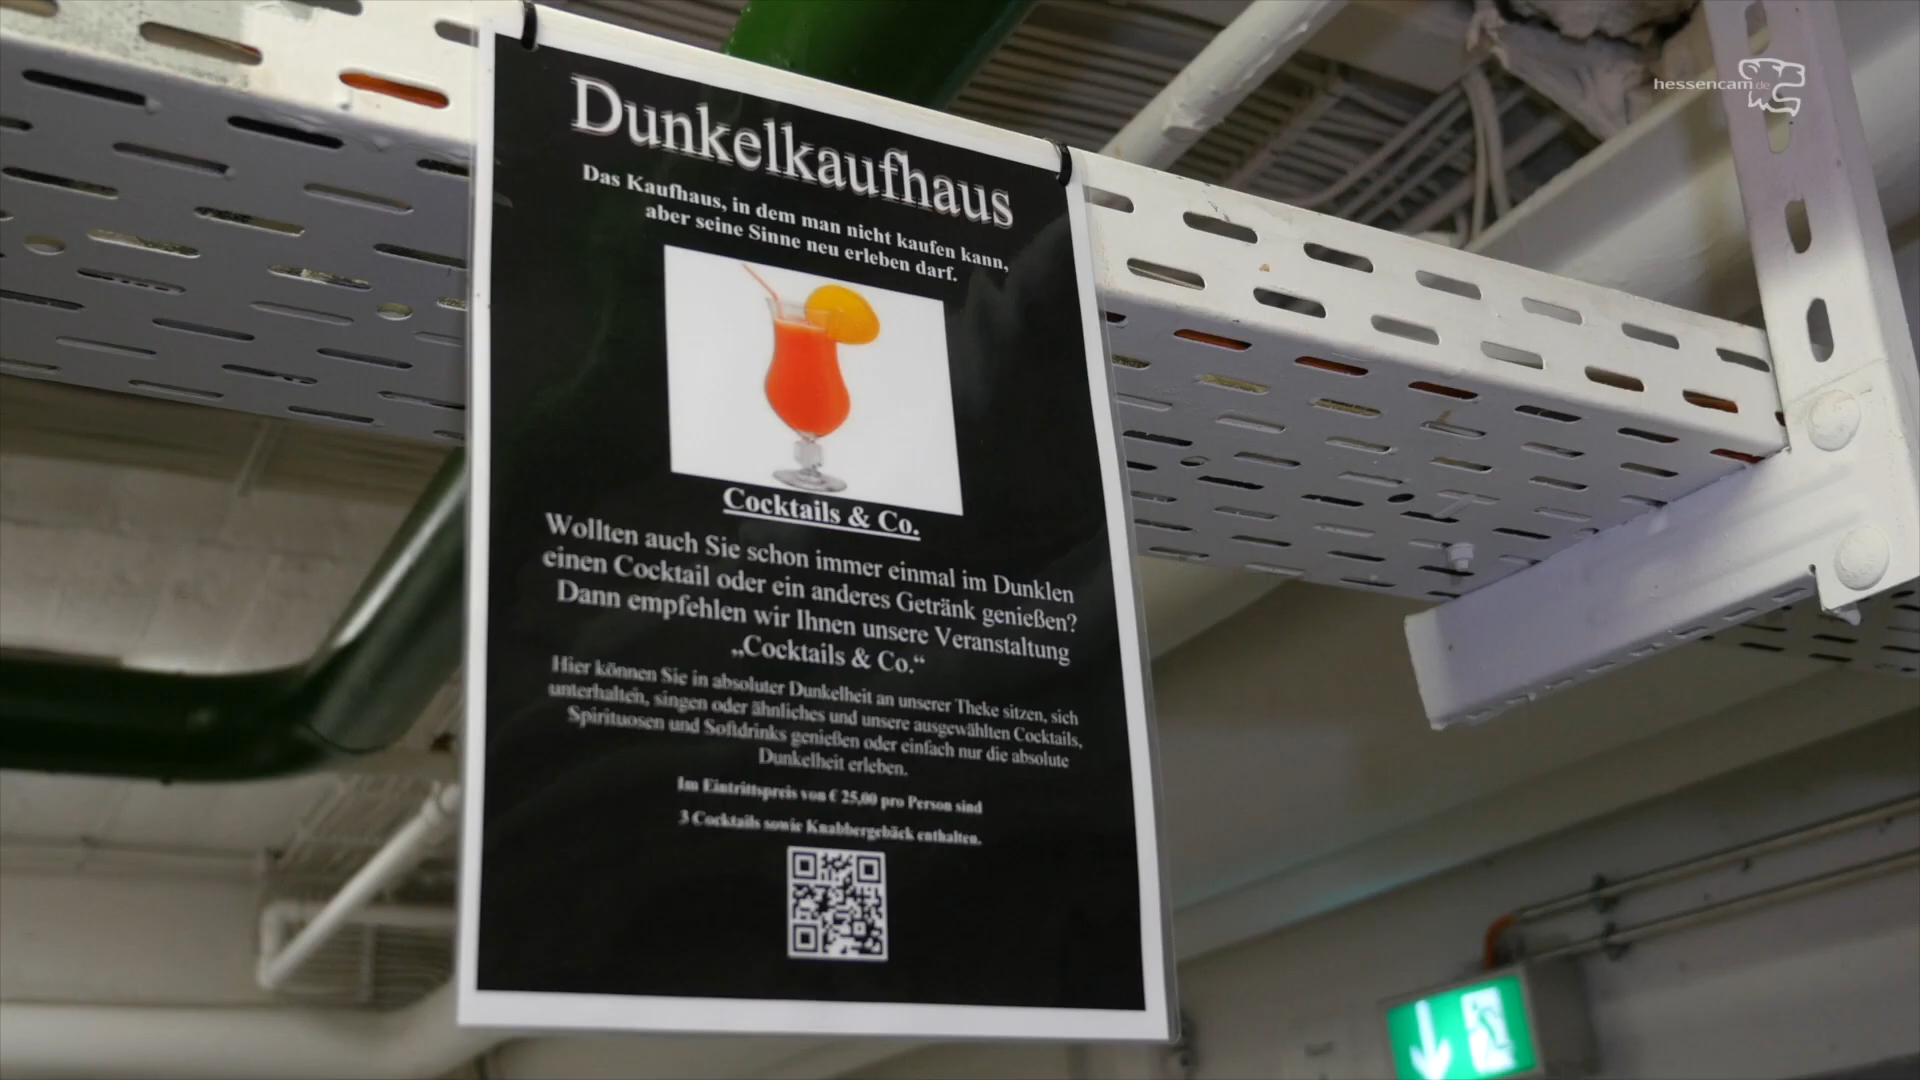 hessencam.de
Dunkelkaufhaus
Das Kaufhaus, in dem man nicht kaufen kann,
aber seine Sinne neu erleben darf.
Cocktails & Co.
Wollten auch Sie schon immer einmal im Dunklen
einen Cocktail oder ein anderes Getränk genießen?
Dann empfehlen wir Ihnen unsere Veranstaltung
„Cocktails & Co.“
Hier können Sie in absoluter Dunkelheit an unserer Theke sitzen, sich
unterhalten, singen oder ähnliches und unsere ausgewählten Cocktails,
Spirituosen und Softdrinks genießen oder einfach nur die absolute
Dunkelheit erleben.
Im Eintrittspreis von € 25,00 pro Person sind
3 Cocktails sowie Knabbergebäck enthalten.